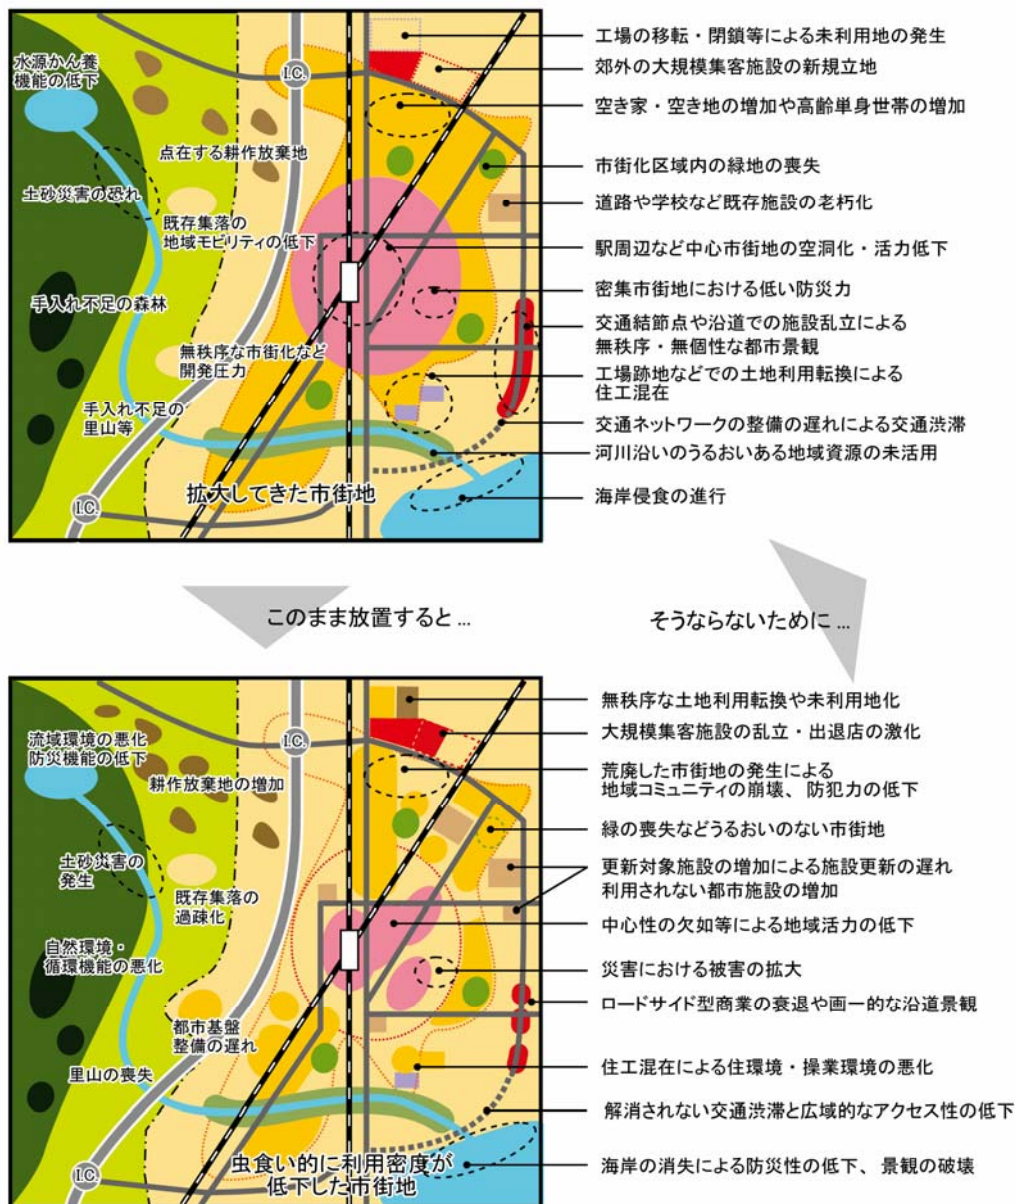 工場の移転・閉鎖等による未利用地の発生
郊外の大規模集客施設の新規立地
空き家・空き地の増加や高齢単身世帯の増加
市街化区域内の緑地の喪失
道路や学校など既存施設の老朽化
駅周辺など中心市街地の空洞化・活力低下
密集市街地における低い防災力
交通結節点や沿道での施設乱立による
無秩序・無個性な都市景観
工場跡地などでの土地利用転換による
住工混在
交通ネットワークの整備の遅れによる交通渋滞
河川沿いのうるおいある地域資源の未活用
海岸侵食の進行
水源かん養
機能の低下
I.C.
点在する耕作放棄地
土砂災害の恐れ
既存集落の
地域モビリティの低下
手入れ不足の森林
無秩序な市街化など
開発圧力
手入れ不足の
里山等
拡大してきた市街地
I.C.
このまま放置すると...
そうならないために...
無秩序な土地利用転換や未利用地化
大規模集客施設の乱立・出退店の激化
荒廃した市街地の発生による
地域コミュニティの崩壊、防犯力の低下
緑の喪失などうるおいのない市街地
更新対象施設の増加による施設更新の遅れ
利用されない都市施設の増加
中心性の欠如等による地域活力の低下
災害における被害の拡大
ロードサイド型商業の衰退や画一的な沿道景観
住工混在による住環境・操業環境の悪化
解消されない交通渋滞と広域的なアクセス性の低下
海岸の消失による防災性の低下、景観の破壊
流域環境の悪化
防災機能の低下
I.C.
耕作放棄地の増加
土砂災害の
発生
既存集落の
過疎化
自然環境・
循環機能の悪化
都市基盤
整備の遅れ
里山の喪失
虫食い的に利用密度が
低下した市街地
I.C.